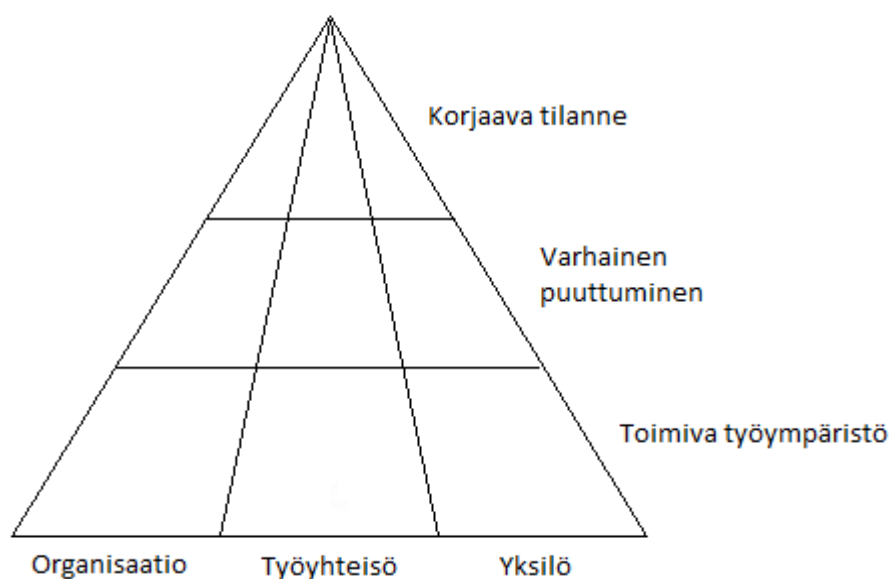 Korjaava tilanne
Varhainen
puuttuminen
Toimiva työympäristö
Organisaatio
Työyhteisö
Yksilö